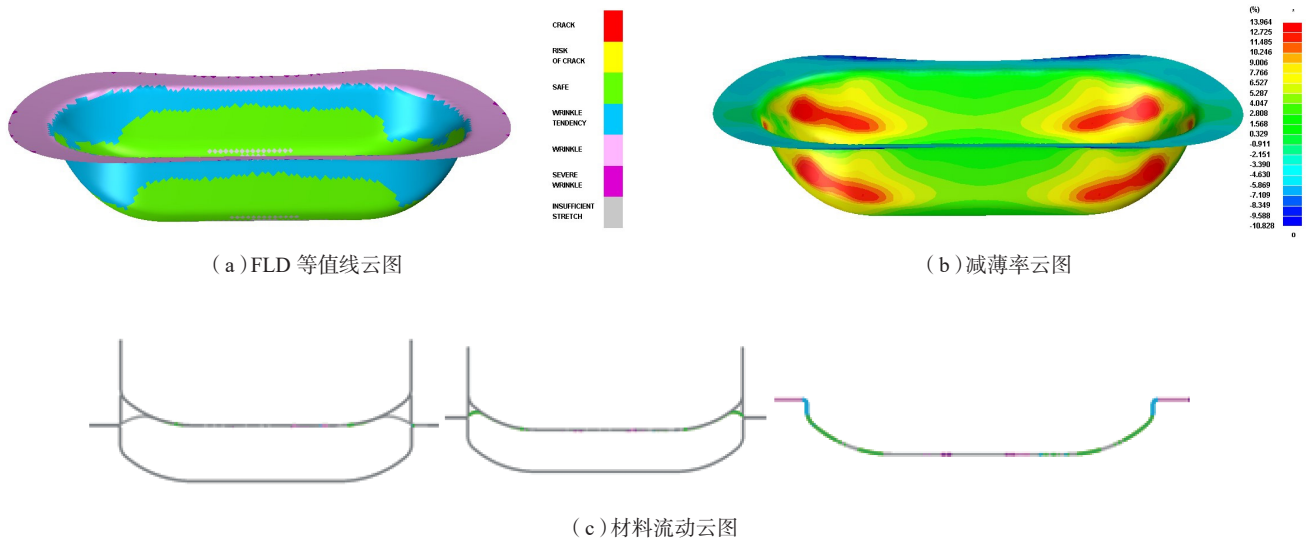 CRACK
RISK
OF CRACK
SAFE
WRINKLE
TENDENCY
WRINKLE
SEVERE
WRINKLE
INSUFFICIENT
STRETCH
(%)
13.964
12.725
11.485
10.246
9.006
7.766
6.527
5.287
4.047
2.808
1.568
0.329
-0.911
-2.151
-3.390
-4.630
-5.869
-7.109
-8.349
-9.588
-10.828
(a)FLD 等值线云图
(b)减薄率云图
(c)材料流动云图